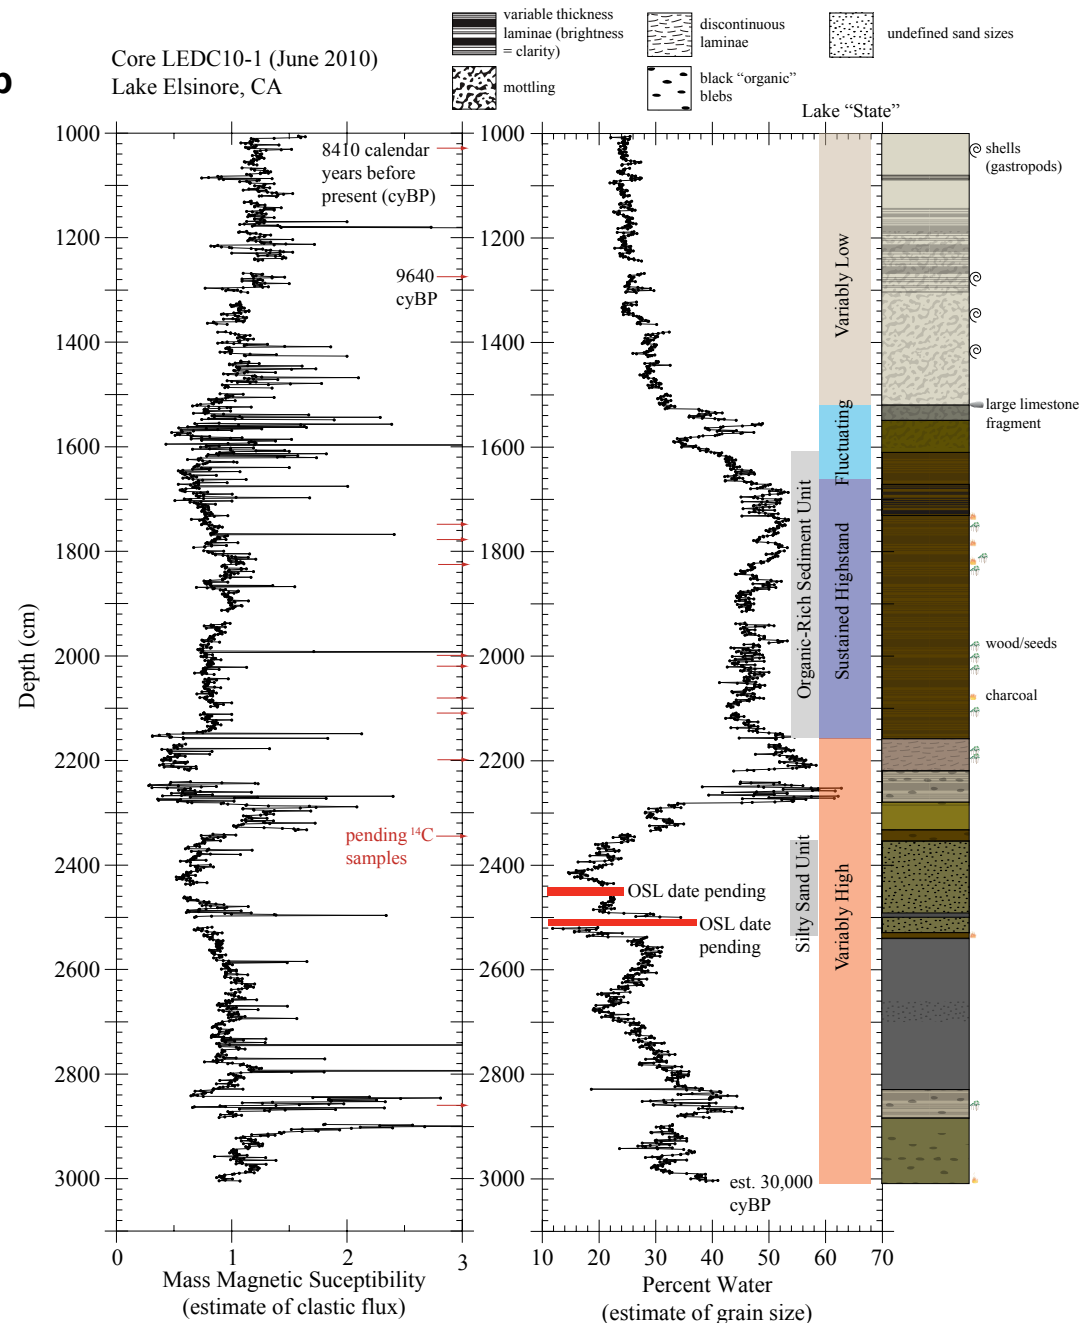 b
Core LEDC10-1 (June 2010)
Lake Elsinore, CA
variable thickness
laminae (brightness
= clarity)
discontinuous
laminae
undefined sand sizes
mottling
black “organic”
blebs
Lake “State”
1000
1200
1400
1600
1800
2000
2200
2400
2600
2800
3000
Depth (cm)
8410 calendar
years before
present (cyBP)
9640
cyBP
pending 14C
samples
0
1
2
3
Mass Magnetic Suceptibility
(estimate of clastic flux)
1000
1200
1400
1600
1800
2000
2200
2400
2600
2800
3000
OSL date pending
OSL date
pending
est. 30,000
cyBP
10
20
30
40
50
60
70
Percent Water
(estimate of grain size)
Organic-Rich Sediment Unit
Silty Sand Unit
Variably Low
Fluctuating
Sustained Highstand
Variably High
shells
(gastropods)
large limestone
fragment
wood/seeds
charcoal